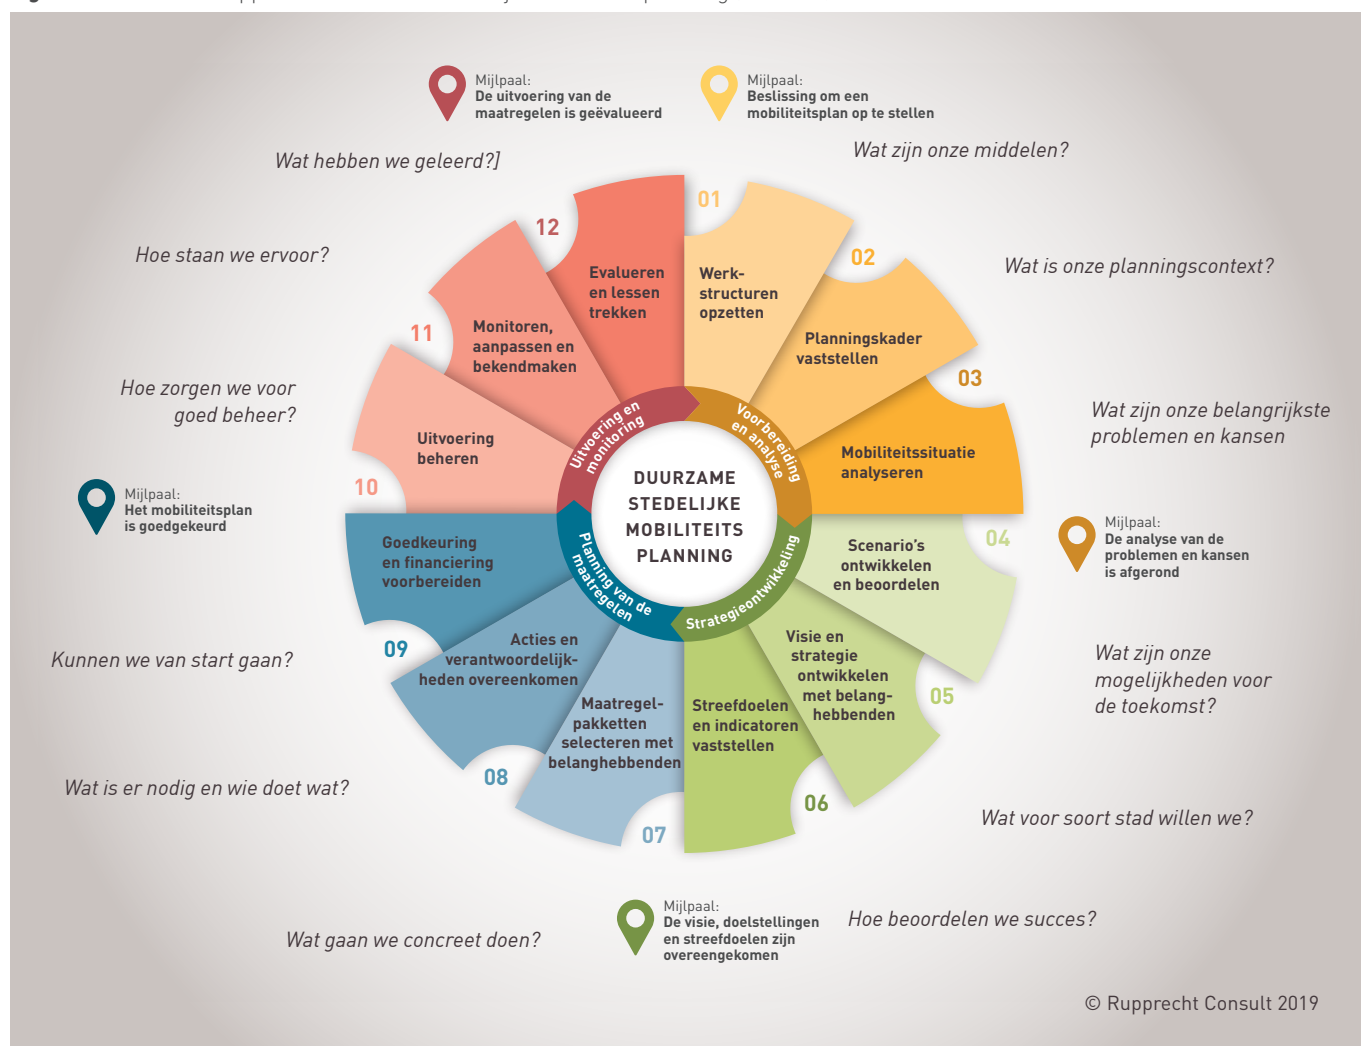 Mijlpaal:
De uitvoering van de
maatregelen is geëvalueerd
Mijlpaal:
Beslissing om een
mobiliteitsplan op te stellen
Wat hebben we geleerd?]
Wat zijn onze middelen?
Hoe staan we ervoor?
Wat is onze planningscontext?
Hoe zorgen we voor
goed beheer?
Wat zijn onze belangrijkste
problemen en kansen
01
Werk-
structuren
opzetten
02
Planningskader
vaststellen
03
Mobiliteitssituatie
analyseren
04
Scenario's
ontwikkelen
en beoordelen
05
Visie en
strategie
ontwikkelen
met belang-
hebbenden
06
Streefdoelen
en indicatoren
vaststellen
07
Maatregel-
pakketten
selecteren met
belanghebbenden
08
Acties en
verantwoordelijk-
heden overeenkomen
09
Goedkeuring
en financiering
voorbereiden
10
Uitvoering
beheren
11
Monitoren,
aanpassen en
bekendmaken
12
Evalueren
en lessen
trekken
Voorbereiding
en analyse
Strategieontwikkeling
Planning van de
maatregelen
Uitvoering en
monitoring
DUURZAME
STEDELIJKE
MOBILITEITS
PLANNING
Mijlpaal:
Het mobiliteitsplan
is goedgekeurd
Mijlpaal:
De analyse van de
problemen en kansen
is afgerond
Kunnen we van start gaan?
Wat zijn onze
mogelijkheden voor
de toekomst?
Wat is er nodig en wie doet wat?
Wat voor soort stad willen we?
Mijlpaal:
De visie, doelstellingen
en streefdoelen zijn
overeengekomen
Wat gaan we concreet doen?
Hoe beoordelen we succes?
© Rupprecht Consult 2019